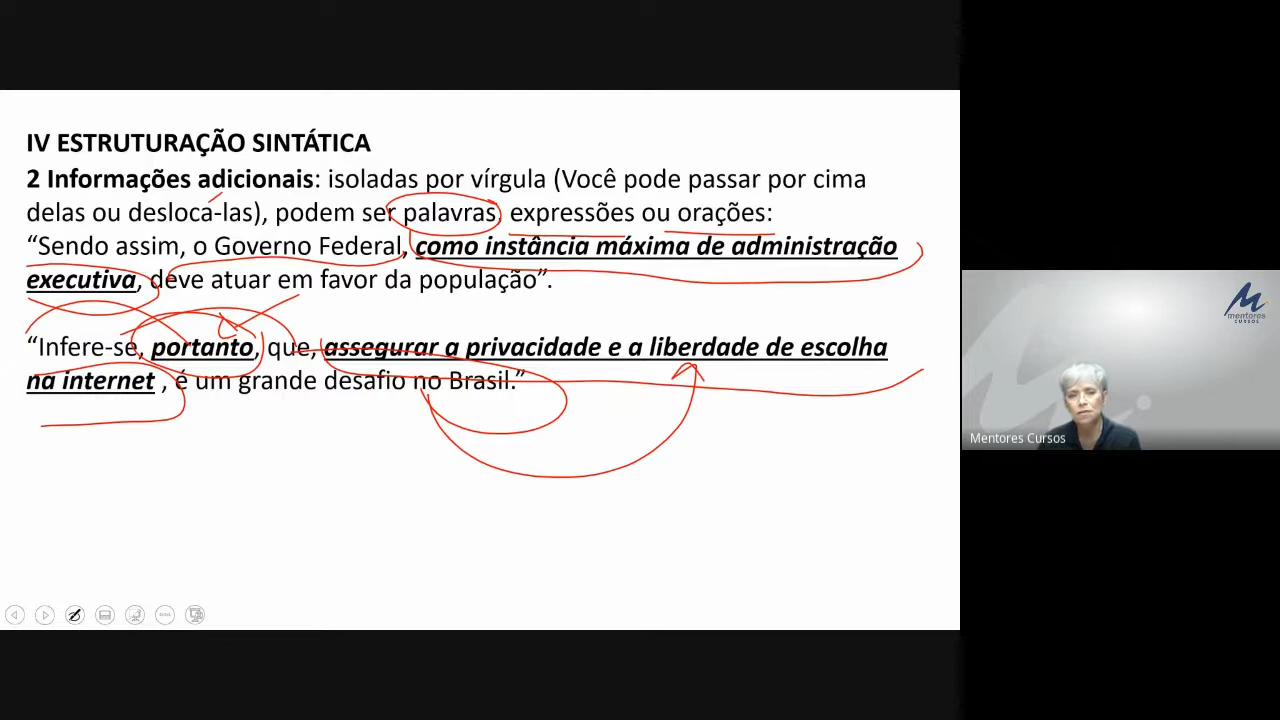 IV ESTRUTURAÇÃO SINTÁTICA
2 Informações adicionais: isoladas por vírgula (Você pode passar por cima
delas ou deslocá-las), podem ser palavras, expressões ou orações:
“Sendo assim, o Governo Federal, como instância máxima de administração
executiva, deve atuar em favor da população”.
“Infere-se, portanto, que, assegurar a privacidade e a liberdade de escolha
na internet , é um grande desafio no Brasil.”
mentores
CURSOS
Mentores Cursos